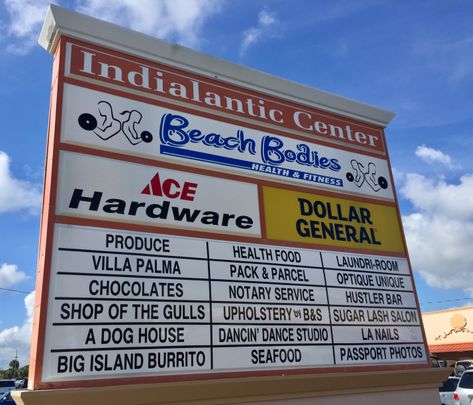 Indialantic Center
Beach Bodies
HEALTH & FITNESS
ACE
Hardware
DOLLAR
GENERAL
PRODUCE
VILLA PALMA
CHOCOLATES
SHOP OF THE GULLS
A DOG HOUSE
BIG ISLAND BURRITO
HEALTH FOOD
PACK & PARCEL
NOTARY SERVICE
UPHOLSTERY BY B&S
DANCIN' DANCE STUDIO
SEAFOOD
LAUNDRI-ROOM
OPTIQUE UNIQUE
HUSTLER BAR
SUGAR LASH SALON
LA NAILS
PASSPORT PHOTOS